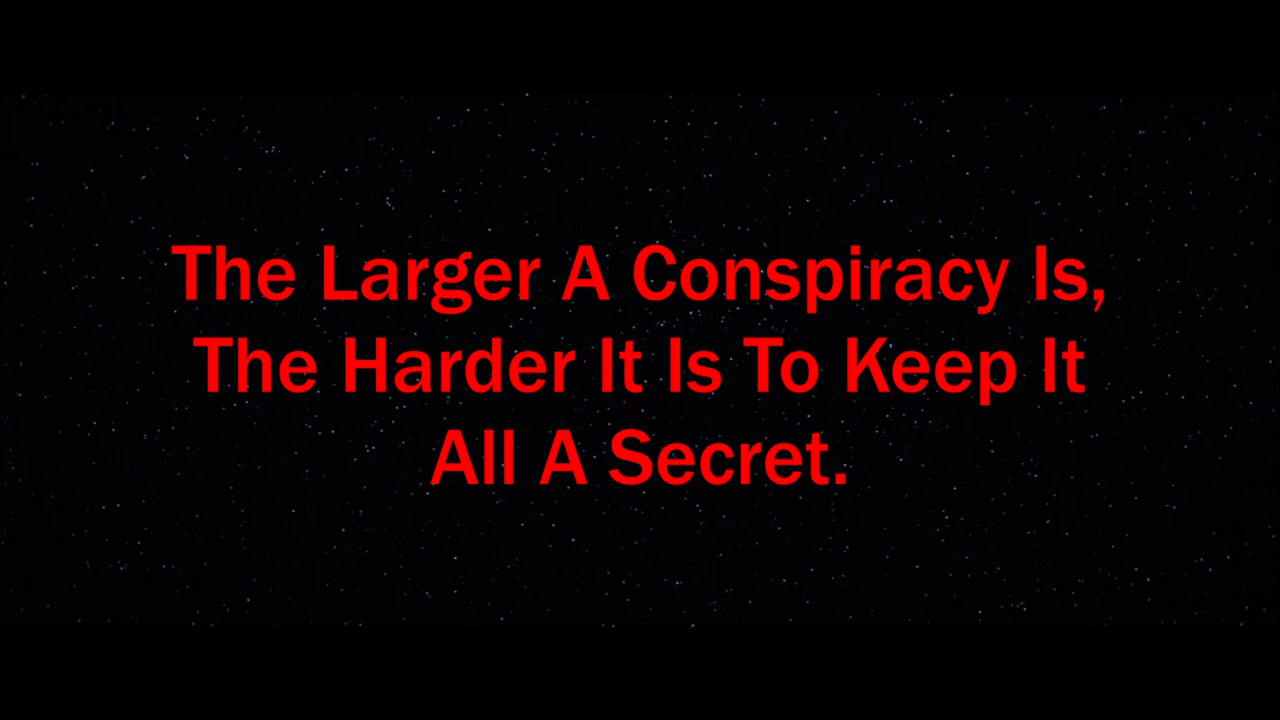 The Larger A Conspiracy Is,
The Harder It Is To Keep It
All A Secret.